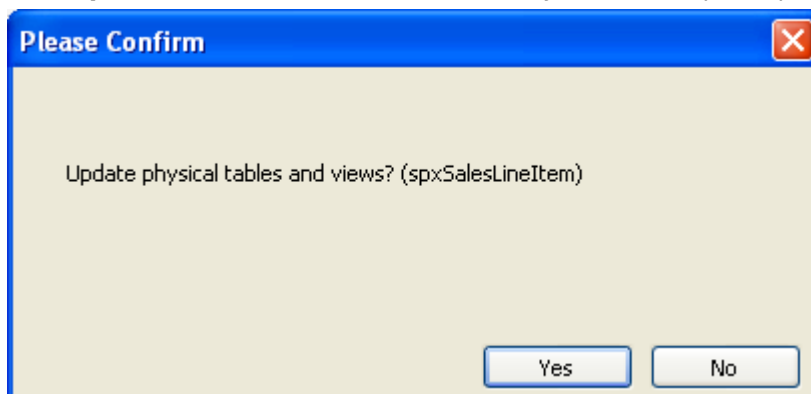 Please Confirm
Update physical tables and views? (spxSalesLineItem)
Yes
No